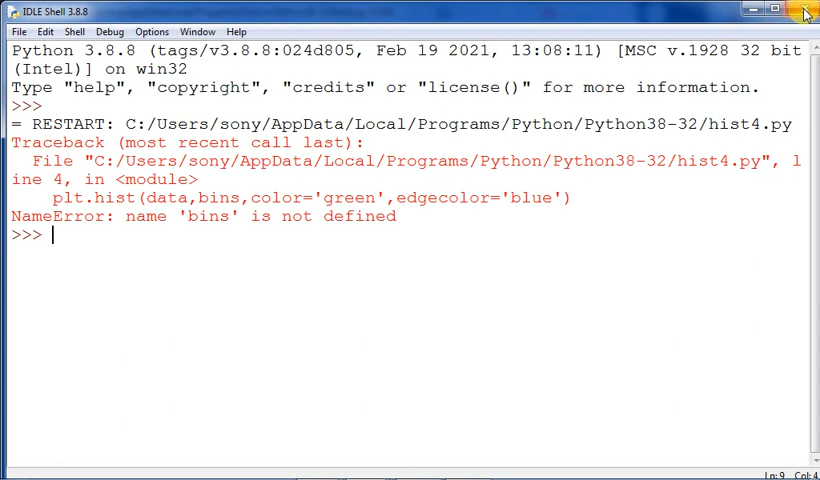 IDLE Shell 3.8.8
File Edit Shell Debug Options Window Help
Python 3.8.8 (tags/v3.8.8:024d805, Feb 19 2021, 13:08:11) [MSC v.1928 32 bit
(Intel)] on win32
Type "help", "copyright", "credits" or "license()" for more information.
>>>
= RESTART: C:/Users/sony/AppData/Local/Programs/Python/Python38-32/hist4.py
Traceback (most recent call last):
File "C:/Users/sony/AppData/Local/Programs/Python/Python38-32/hist4.py", l
ine 4, in <module>
plt.hist(data,bins,color='green',edgecolor='blue')
NameError: name 'bins' is not defined
>>>
Ln: 9 Col: 4